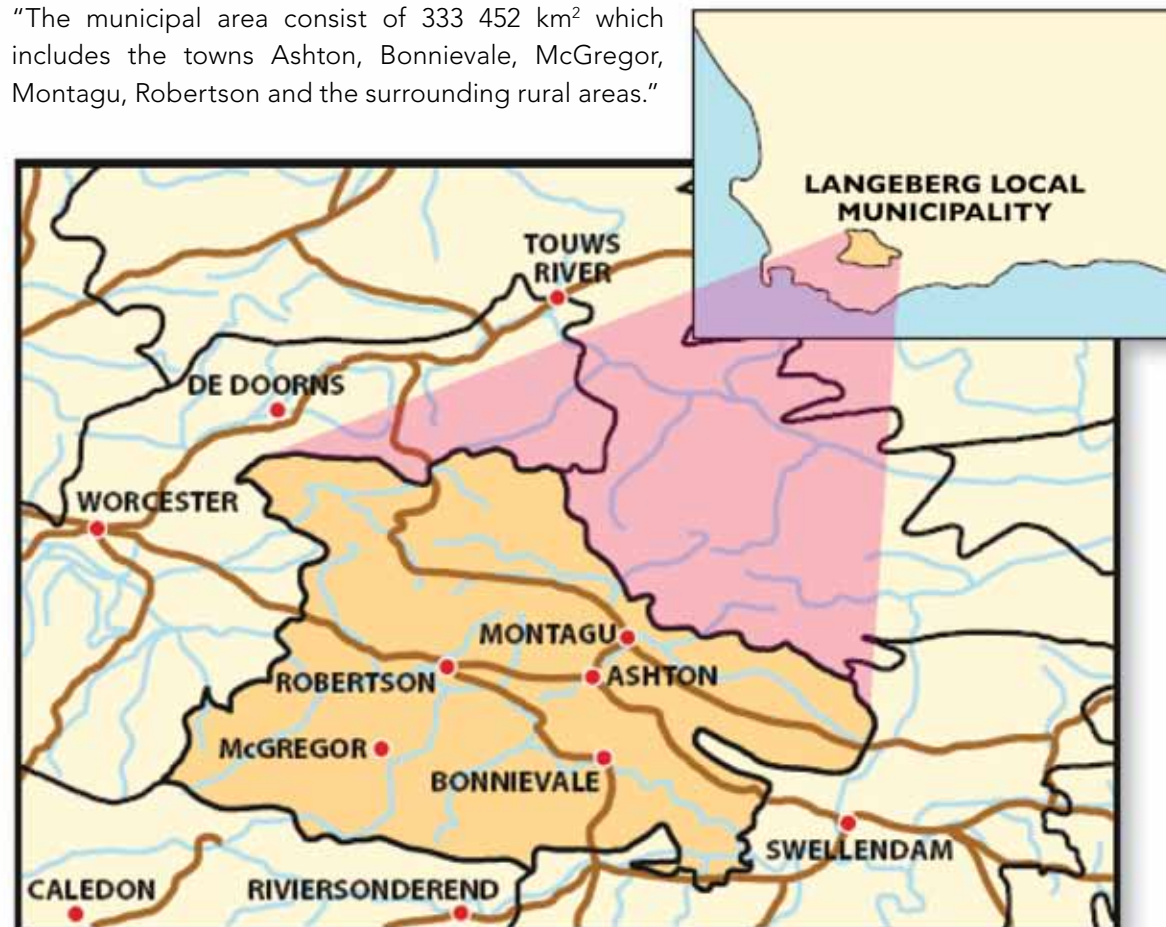 “The municipal area consist of 333 452 km² which
includes the towns Ashton, Bonnievale, McGregor,
Montagu, Robertson and the surrounding rural areas.”
LANGEBERG LOCAL
MUNICIPALITY
TOUWS
RIVER
DE DOORNS
WORCESTER
MONTAGU
ROBERTSON
ASHTON
McGREGOR
BONNIEVALE
SWELLENDAM
CALEDON
RIVIERSONDEREND